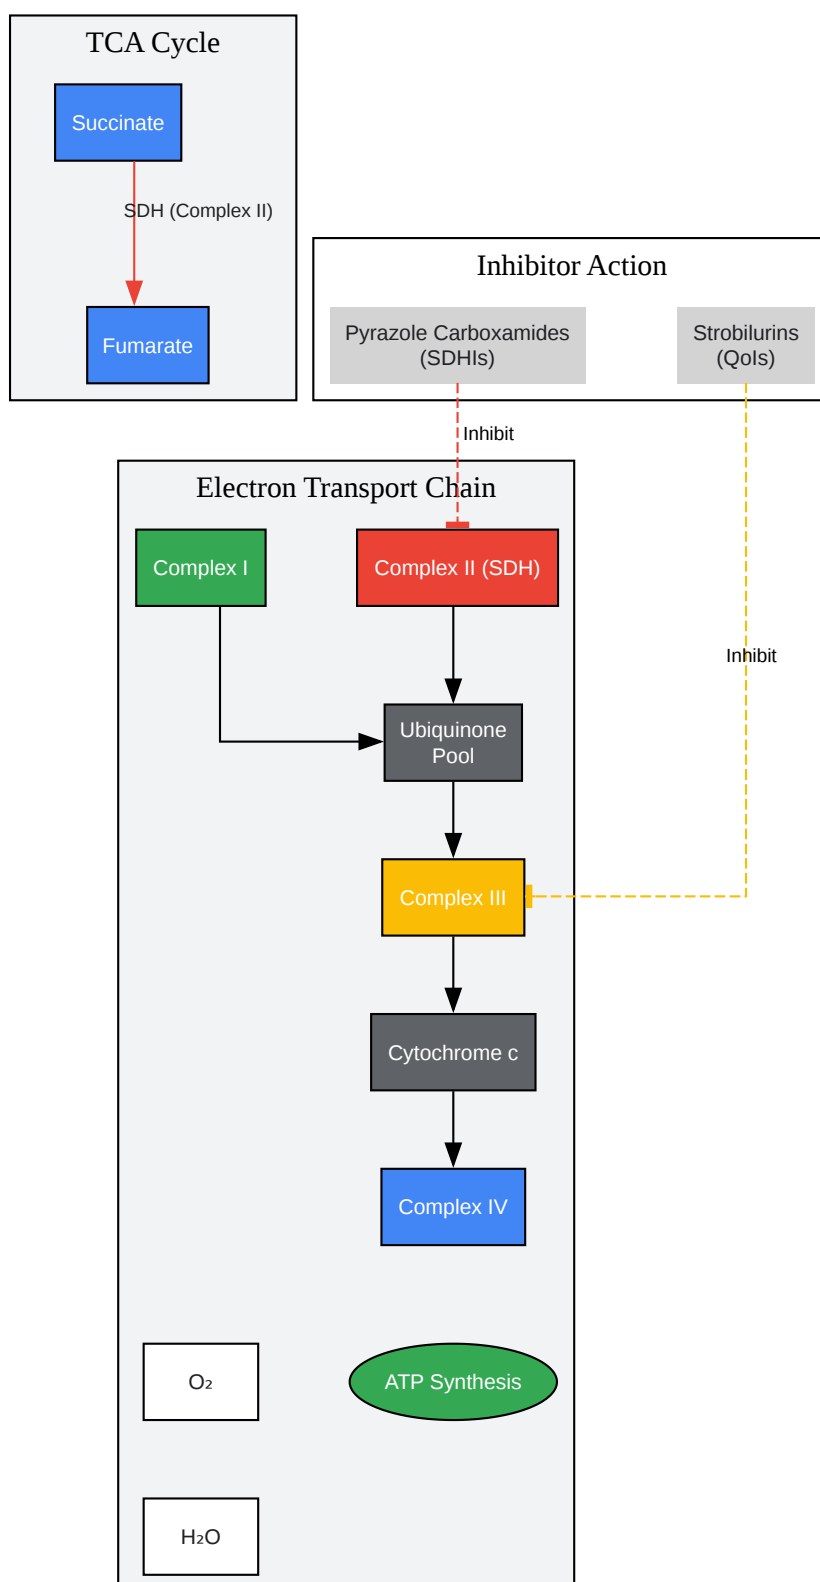 TCA Cycle
Succinate
SDH (Complex II)
Fumarate
Inhibitor Action
Pyrazole Carboxamides
(SDHIs)
Strobilurins
(QoIs)
Inhibit
Electron Transport Chain
Complex I
Complex II (SDH)
Inhibit
Ubiquinone
Pool
Complex III
Cytochrome c
Complex IV
O₂
ATP Synthesis
H₂O